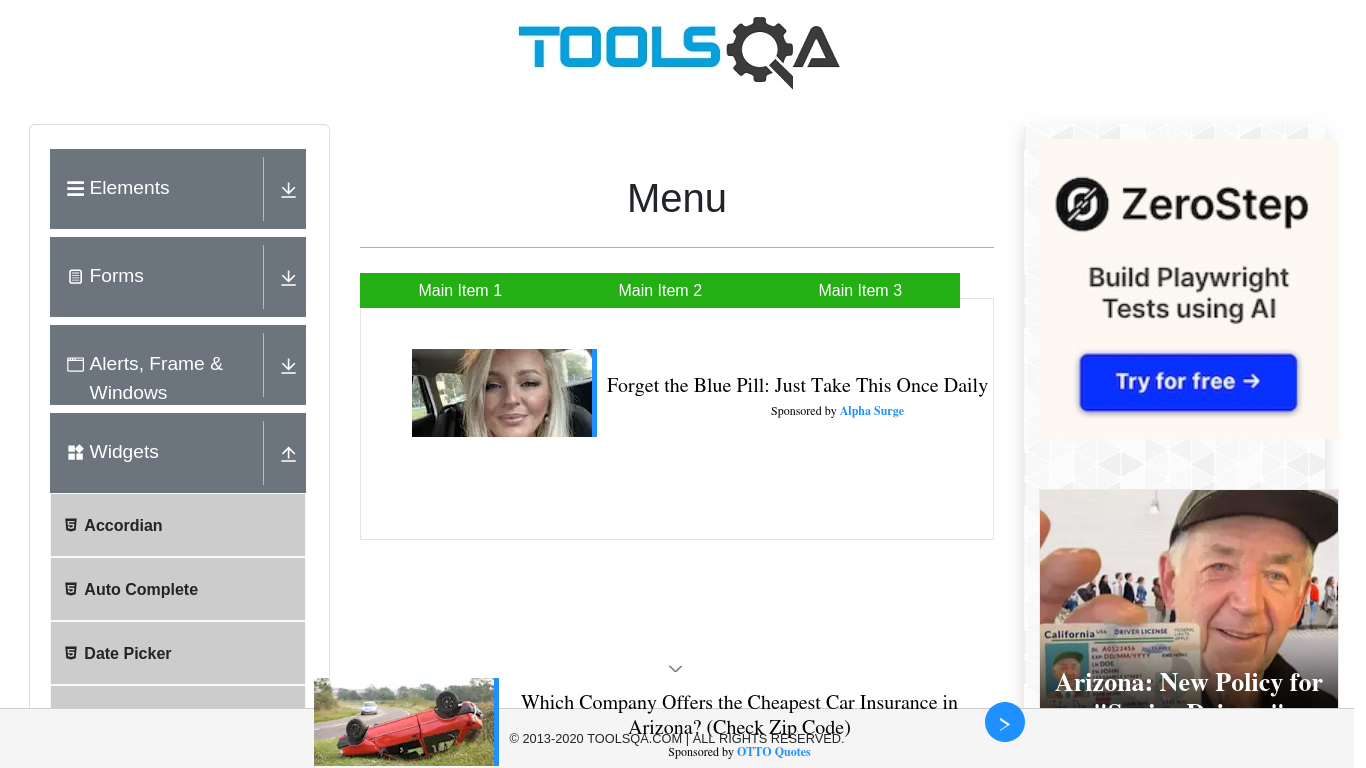 TOOLSQA
Elements
Forms
Alerts, Frame &
Windows
Widgets
Accordian
Auto Complete
Date Picker
Menu
Main Item 1
Main Item 2
Main Item 3
Forget the Blue Pill: Just Take This Once Daily
Sponsored by Alpha Surge
ZeroStep
Build Playwright
Tests using AI
Try for free →
California USA DRIVER LICENSE
Arizona: New Policy for
Which Company Offers the Cheapest Car Insurance in
Arizona? (Check Zip Code)
Sponsored by OTTO Quotes
© 2013-2020 TOOLSQA.COM | ALL RIGHTS RESERVED.